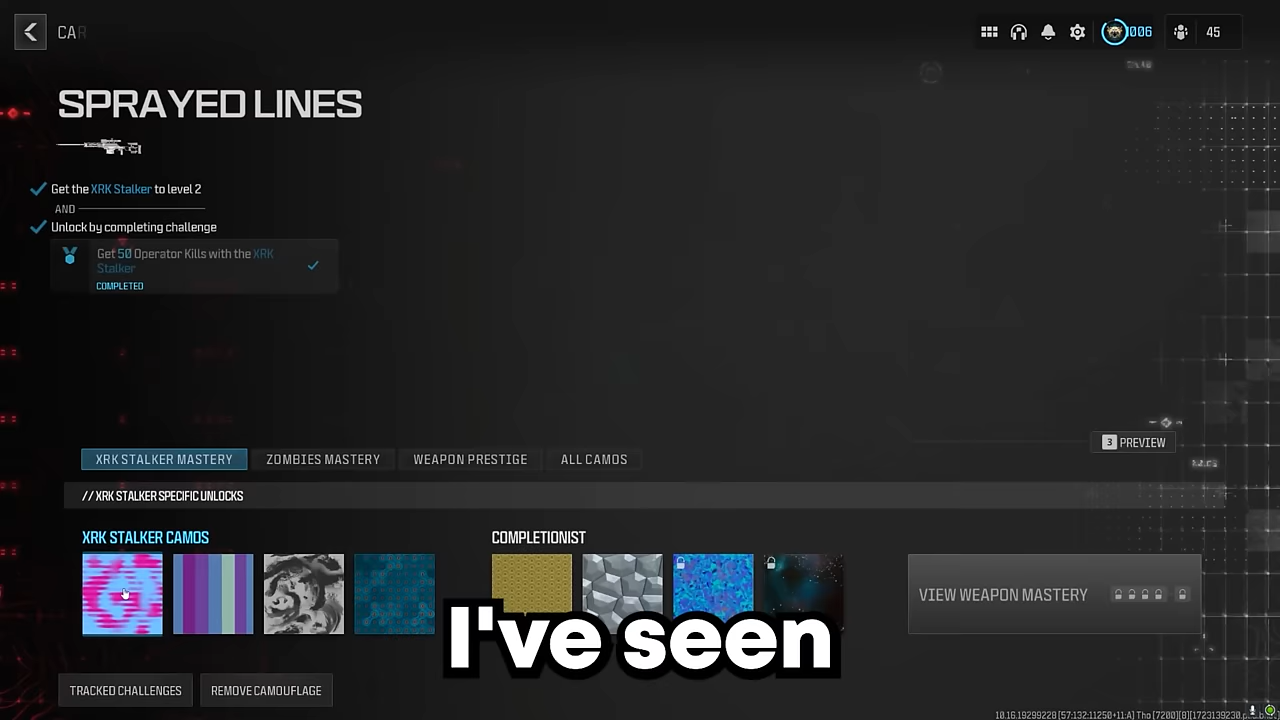 CAR
006
45
SPRAYED LINES
Get the XRK Stalker to level 2
AND
Unlock by completing challenge
Get 50 Operator Kills with the XRK
Stalker
COMPLETED
3 PREVIEW
XRK STALKER MASTERY
ZOMBIES MASTERY
WEAPON PRESTIGE
ALL CAMOS
// XRK STALKER SPECIFIC UNLOCKS
XRK STALKER CAMOS
COMPLETIONIST
VIEW WEAPON MASTERY
I've seen
TRACKED CHALLENGES
REMOVE CAMOUFLAGE